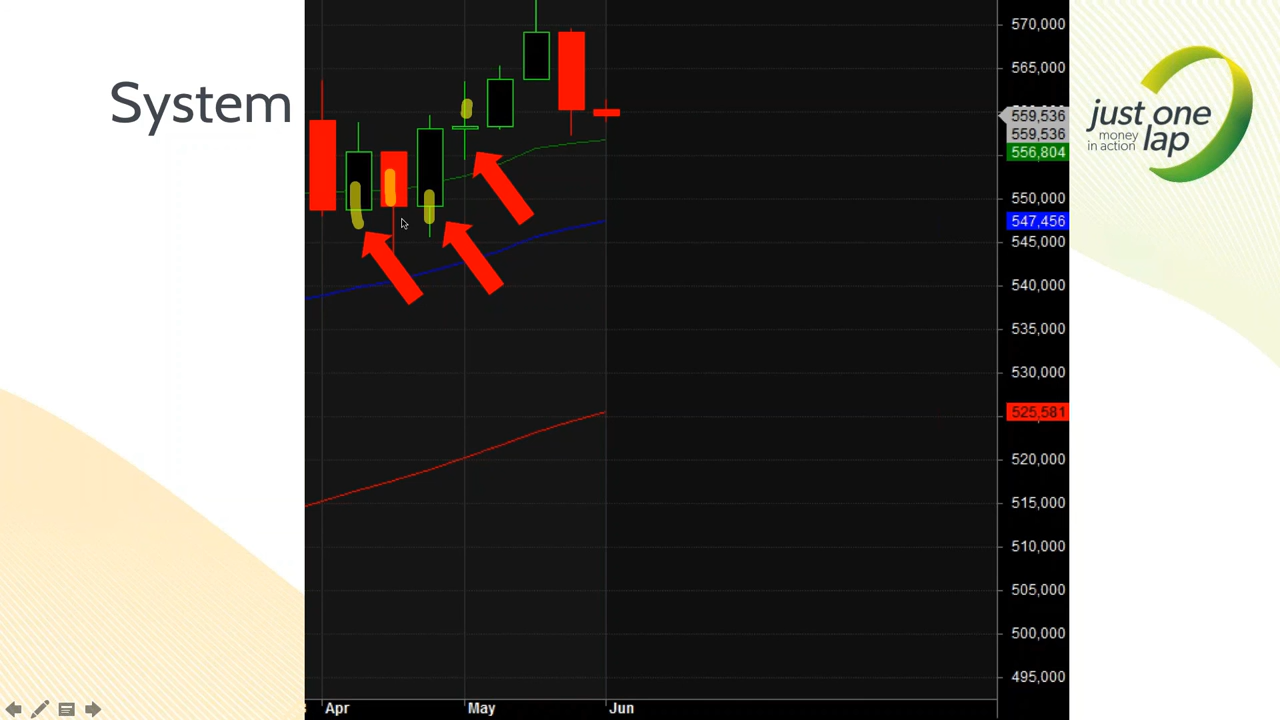 System
570,000
565,000
559,536
559,536
556,804
550,000
547,456
545,000
540,000
535,000
530,000
525,581
520,000
515,000
510,000
505,000
500,000
495,000
Apr
May
Jun
just one
money
in action
lap